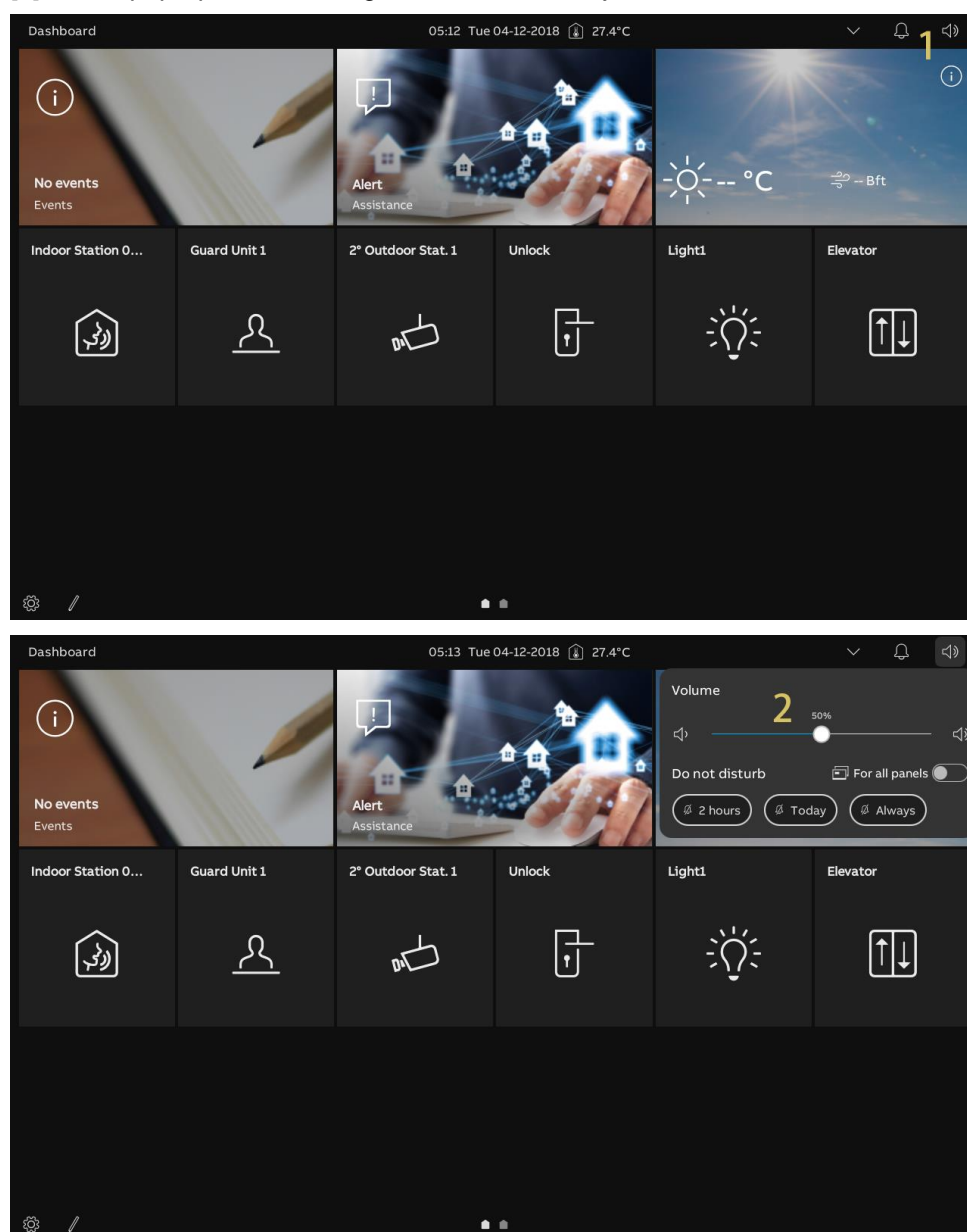 Dashboard 05:12 Tue 04-12-2018 27.4°C
1
No events
Events
Alert
Assistance
-- °C -- Bft
Indoor Station 0... Guard Unit 1 2° Outdoor Stat. 1 Unlock Light1 Elevator
Dashboard 05:13 Tue 04-12-2018 27.4°C
Volume
2
50%
No events
Events
Alert
Assistance
Do not disturb For all panels
2 hours Today Always
Indoor Station 0... Guard Unit 1 2° Outdoor Stat. 1 Unlock Light1 Elevator